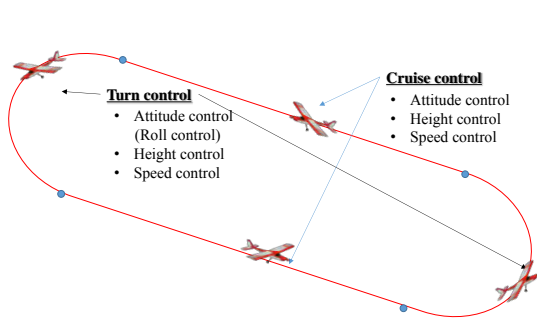 Turn control
• Attitude control
(Roll control)
• Height control
• Speed control
Cruise control
• Attitude control
• Height control
• Speed control